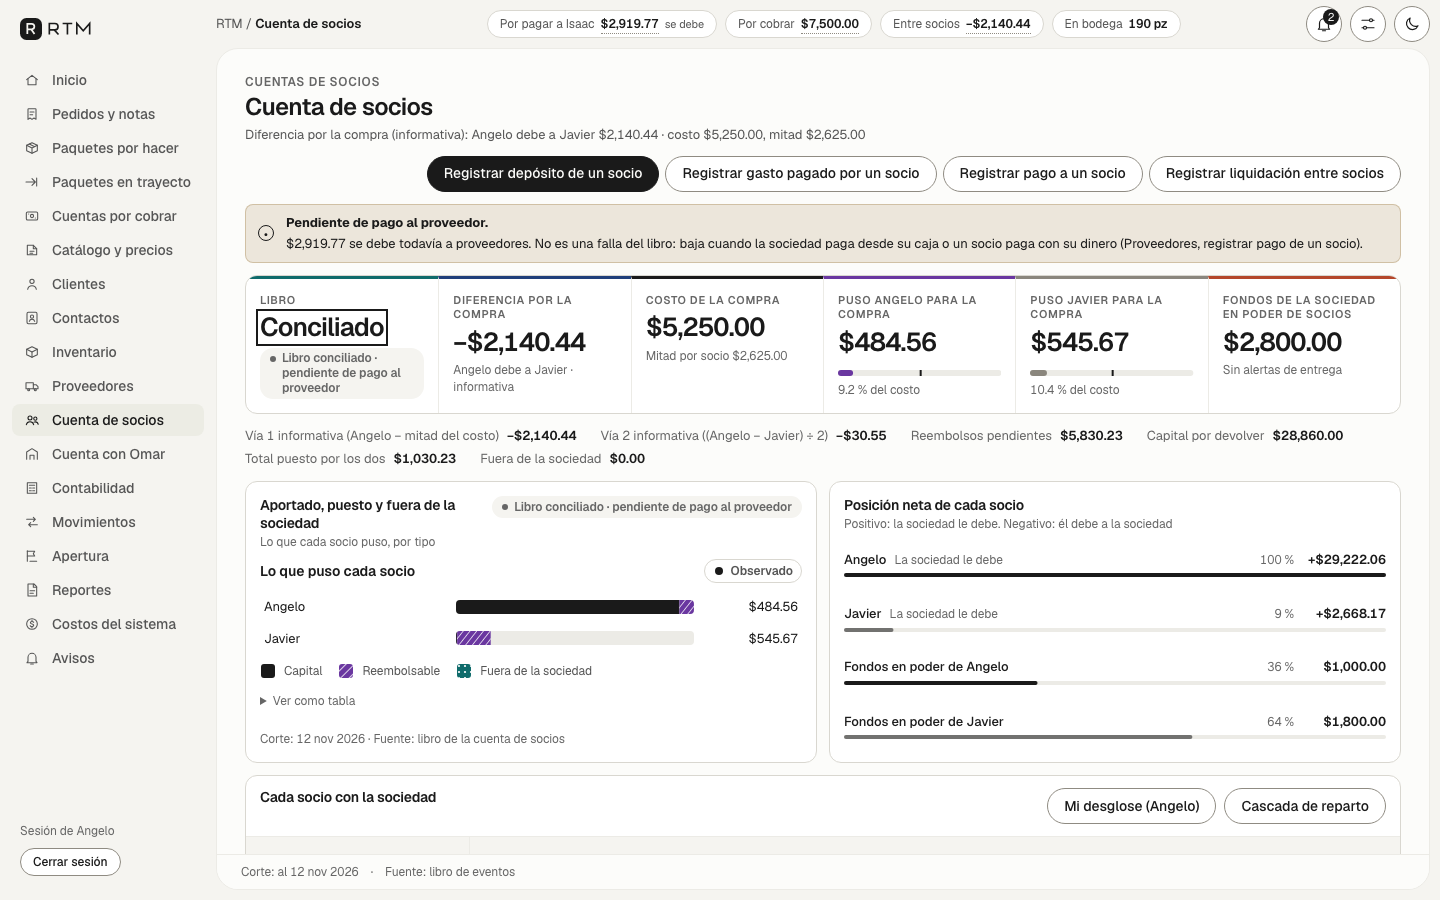 R RTM
RTM / Cuenta de socios
Por pagar a Isaac $2,919.77 se debe
Por cobrar $7,500.00
Entre socios −$2,140.44
En bodega 190 pz
2
Inicio
Pedidos y notas
Paquetes por hacer
Paquetes en trayecto
Cuentas por cobrar
Catálogo y precios
Clientes
Contactos
Inventario
Proveedores
Cuenta de socios
Cuenta con Omar
Contabilidad
Movimientos
Apertura
Reportes
Costos del sistema
Avisos
Sesión de Angelo
Cerrar sesión
CUENTAS DE SOCIOS
Cuenta de socios
Diferencia por la compra (informativa): Angelo debe a Javier $2,140.44 · costo $5,250.00, mitad $2,625.00
Registrar depósito de un socio
Registrar gasto pagado por un socio
Registrar pago a un socio
Registrar liquidación entre socios
Pendiente de pago al proveedor.
$2,919.77 se debe todavía a proveedores. No es una falla del libro: baja cuando la sociedad paga desde su caja o un socio paga con su dinero (Proveedores, registrar pago de un socio).
LIBRO
Conciliado
Libro conciliado ·
pendiente de pago al
proveedor
DIFERENCIA POR LA
COMPRA
−$2,140.44
Angelo debe a Javier ·
informativa
COSTO DE LA COMPRA
$5,250.00
Mitad por socio $2,625.00
PUSO ANGELO PARA LA
COMPRA
$484.56
9.2 % del costo
PUSO JAVIER PARA LA
COMPRA
$545.67
10.4 % del costo
FONDOS DE LA SOCIEDAD
EN PODER DE SOCIOS
$2,800.00
Sin alertas de entrega
Vía 1 informativa (Angelo − mitad del costo) −$2,140.44
Vía 2 informativa ((Angelo − Javier) ÷ 2) −$30.55
Reembolsos pendientes $5,830.23
Capital por devolver $28,860.00
Total puesto por los dos $1,030.23
Fuera de la sociedad $0.00
Aportado, puesto y fuera de la
sociedad
Libro conciliado · pendiente de pago al proveedor
Lo que cada socio puso, por tipo
Lo que puso cada socio
Observado
Angelo $484.56
Javier $545.67
Capital
Reembolsable
Fuera de la sociedad
Ver como tabla
Corte: 12 nov 2026 · Fuente: libro de la cuenta de socios
Posición neta de cada socio
Positivo: la sociedad le debe. Negativo: él debe a la sociedad
Angelo La sociedad le debe 100 % +$29,222.06
Javier La sociedad le debe 9 % +$2,668.17
Fondos en poder de Angelo 36 % $1,000.00
Fondos en poder de Javier 64 % $1,800.00
Cada socio con la sociedad
Mi desglose (Angelo)
Cascada de reparto
Corte: al 12 nov 2026 · Fuente: libro de eventos